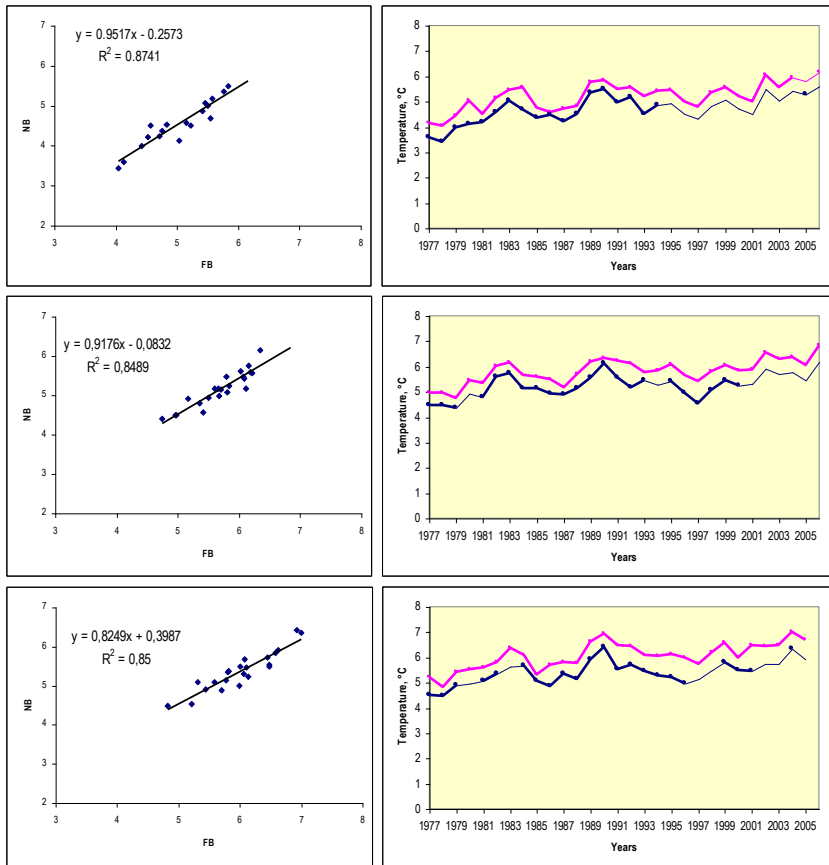 y = 0.9517x - 0.2573
R² = 0.8741
7
6
5
4
3
2
3 4 5 6 7 8
NB
FB
8
7
6
5
4
3
2
1
0
1977 1979 1981 1983 1985 1987 1989 1991 1993 1995 1997 1999 2001 2003 2005
Temperature, ºC
Years
y = 0,9176x - 0,0832
R² = 0,8489
7
6
5
4
3
2
3 4 5 6 7 8
NB
FB
8
7
6
5
4
3
2
1
0
1977 1979 1981 1983 1985 1987 1989 1991 1993 1995 1997 1999 2001 2003 2005
Temperature, ºC
Years
y = 0,8249x + 0,3987
R² = 0,85
7
6
5
4
3
2
3 4 5 6 7 8
NB
FB
8
7
6
5
4
3
2
1
0
1977 1979 1981 1983 1985 1987 1989 1991 1993 1995 1997 1999 2001 2003 2005
Temperature, ºC
Years